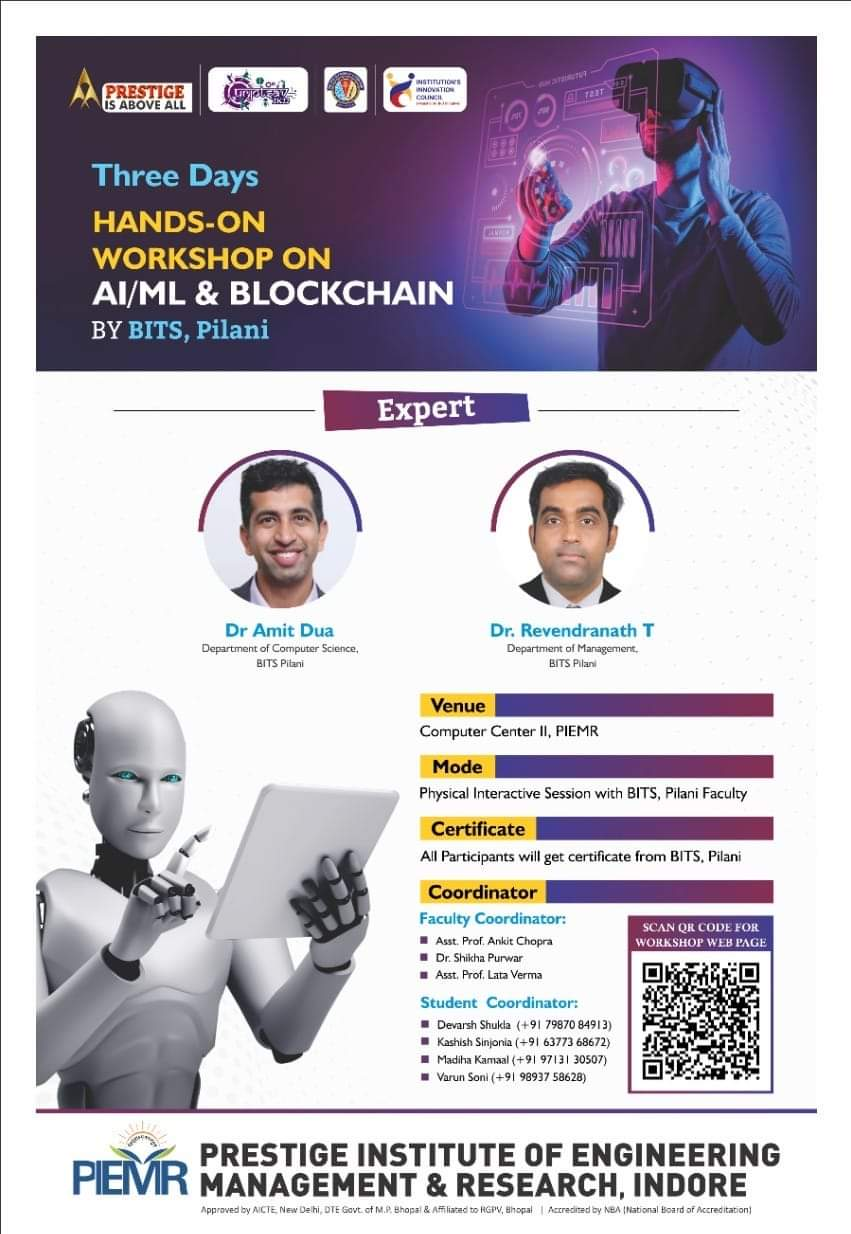 PRESTIGE
IS ABOVE ALL
INSTITUTION'S
INNOVATION
COUNCIL
Three Days
HANDS-ON
WORKSHOP ON
AI/ML & BLOCKCHAIN
BY BITS, Pilani
Expert
Dr Amit Dua
Department of Computer Science,
BITS Pilani
Dr. Revendranath T
Department of Management,
BITS Pilani
Venue
Computer Center II, PIEMR
Mode
Physical Interactive Session with BITS, Pilani Faculty
Certificate
All Participants will get certificate from BITS, Pilani
Coordinator
Faculty Coordinator:
Asst. Prof. Ankit Chopra
Dr. Shikha Purwar
Asst. Prof. Lata Verma
Student Coordinator:
Devarsh Shukla (+91 79870 84913)
Kashish Sinjonia (+91 63773 68672)
Madiha Kamaal (+91 97131 30507)
Varun Soni (+91 98937 58628)
SCAN QR CODE FOR
WORKSHOP WEB PAGE
PIEMR
PRESTIGE INSTITUTE OF ENGINEERING
MANAGEMENT & RESEARCH, INDORE
Approved by AICTE, New Delhi, DTE Govt. of M.P. Bhopal & Affiliated to RGPV, Bhopal | Accredited by NBA (National Board of Accreditation)